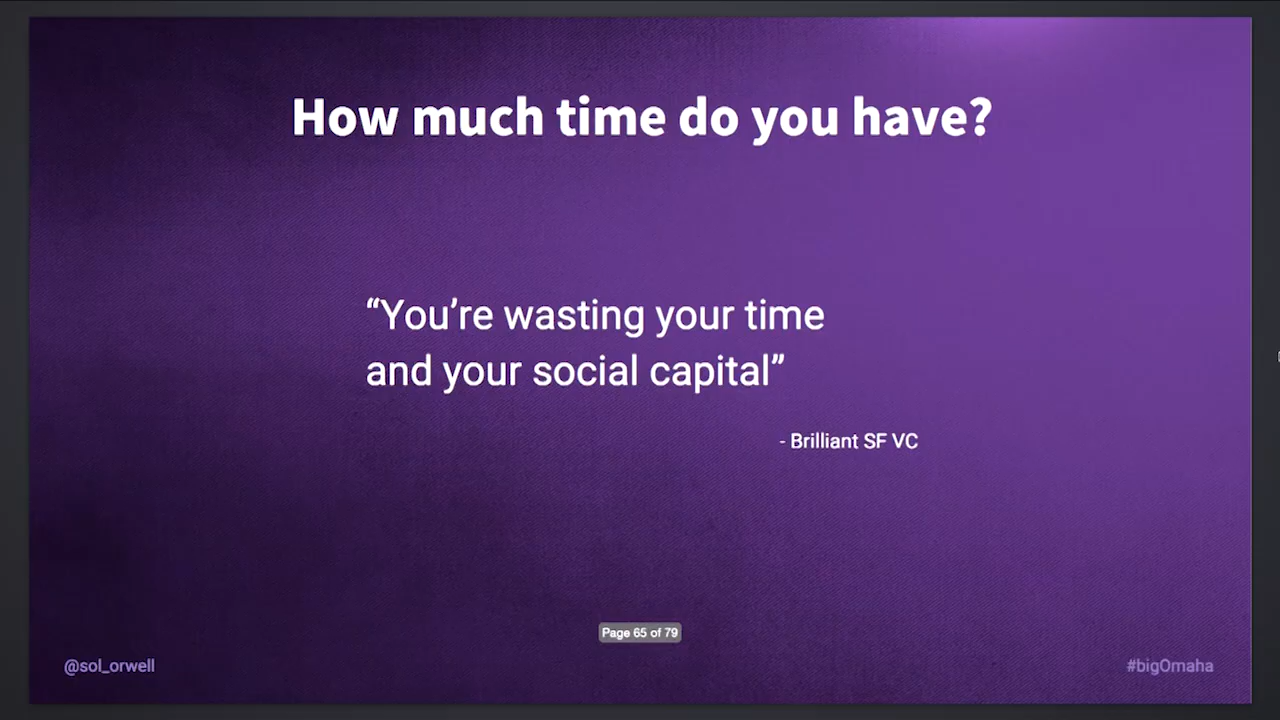 How much time do you have?
“You’re wasting your time
and your social capital”
- Brilliant SF VC
Page 65 of 79
@sol_orwell
#bigOmaha